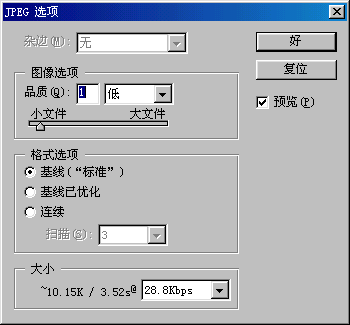 JPEG 选项
杂边(M): 无
好
图像选项
复位
品质(Q): 1 低
预览(P)
小文件 大文件
格式选项
基线(“标准”)
基线已优化
连续
扫描(S): 3
大小
~10.15K / 3.52s@ 28.8Kbps